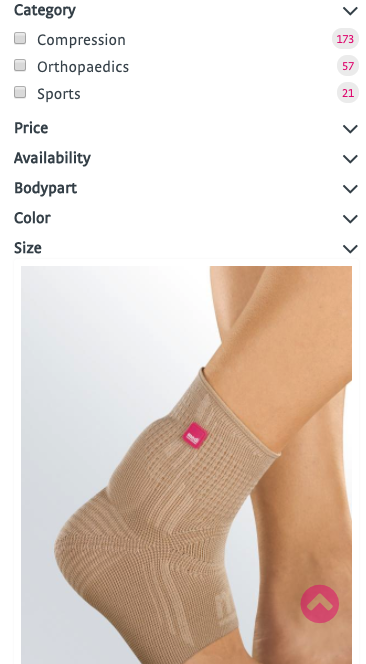 Category
Compression 173
Orthopaedics 57
Sports 21
Price
Availability
Bodypart
Color
Size